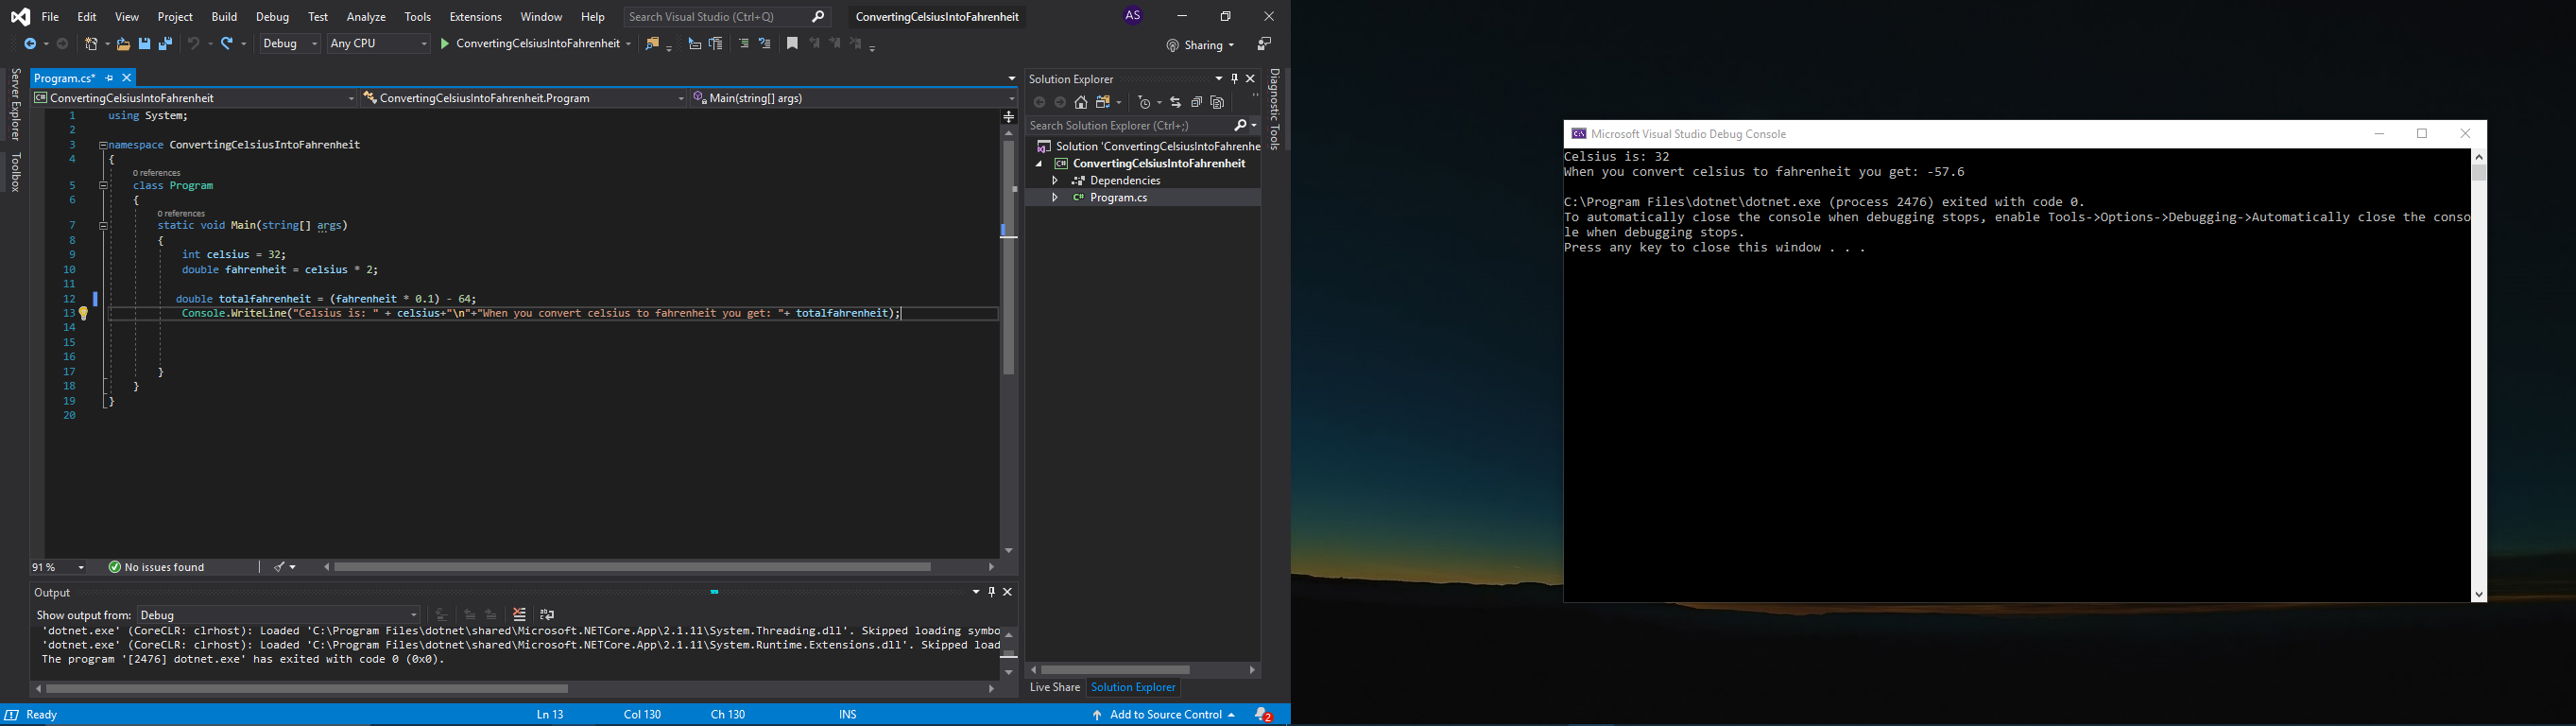 File Edit View Project Build Debug Test Analyze Tools Extensions Window Help Search Visual Studio (Ctrl+Q) ConvertingCelsiusIntoFahrenheit AS
Debug Any CPU ConvertingCelsiusIntoFahrenheit Sharing
Server Explorer
Toolbox
Program.cs*
ConvertingCelsiusIntoFahrenheit ConvertingCelsiusIntoFahrenheit.Program Main(string[] args)
1 using System;
2
3 namespace ConvertingCelsiusIntoFahrenheit
4 {
0 references
5 class Program
6 {
0 references
7 static void Main(string[] args)
8 {
9 int celsius = 32;
10 double fahrenheit = celsius * 2;
11
12 double totalfahrenheit = (fahrenheit * 0.1) - 64;
13 Console.WriteLine("Celsius is: " + celsius+"\n"+"When you convert celsius to fahrenheit you get: "+ totalfahrenheit);
14
15
16
17 }
18 }
19 }
20
91 % No issues found
Output
Show output from: Debug
'dotnet.exe' (CoreCLR: clrhost): Loaded 'C:\Program Files\dotnet\shared\Microsoft.NETCore.App\2.1.11\System.Threading.dll'. Skipped loading symbo
'dotnet.exe' (CoreCLR: clrhost): Loaded 'C:\Program Files\dotnet\shared\Microsoft.NETCore.App\2.1.11\System.Runtime.Extensions.dll'. Skipped load
The program '[2476] dotnet.exe' has exited with code 0 (0x0).
Solution Explorer
Search Solution Explorer (Ctrl+;)
Solution 'ConvertingCelsiusIntoFahrenhe
C# ConvertingCelsiusIntoFahrenheit
Dependencies
C# Program.cs
Live Share Solution Explorer
Diagnostic Tools
Ready Ln 13 Col 130 Ch 130 INS Add to Source Control 2
Microsoft Visual Studio Debug Console
Celsius is: 32
When you convert celsius to fahrenheit you get: -57.6
C:\Program Files\dotnet\dotnet.exe (process 2476) exited with code 0.
To automatically close the console when debugging stops, enable Tools->Options->Debugging->Automatically close the conso
le when debugging stops.
Press any key to close this window . . .